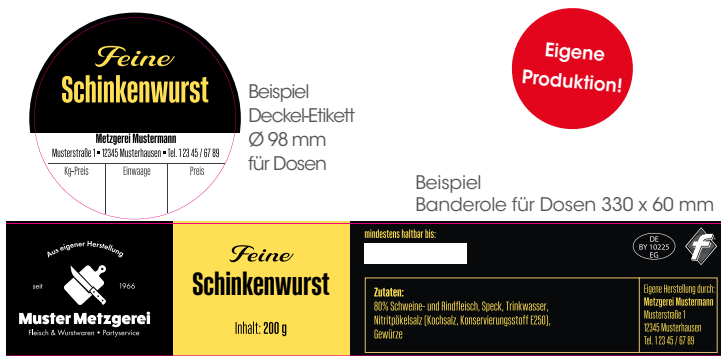 Feine
Schinkenwurst
Metzgerei Mustermann
Musterstraße 1 ▪ 12345 Musterhausen ▪ Tel. 1 23 45 / 67 89
Kg-Preis Einwaage Preis
Beispiel
Deckel-Etikett
Ø 98 mm
für Dosen
Eigene
Produktion!
Beispiel
Banderole für Dosen 330 x 60 mm
Aus eigener Herstellung
seit 1966
Muster Metzgerei
Fleisch & Wurstwaren • Partyservice
Feine
Schinkenwurst
Inhalt: 200 g
mindestens haltbar bis:
DE
BY 10225
EG
f
Zutaten:
80% Schweine- und Rindfleisch, Speck, Trinkwasser,
Nitritpökelsalz (Kochsalz, Konservierungsstoff E250),
Gewürze
Eigene Herstellung durch:
Metzgerei Mustermann
Musterstraße 1
12345 Musterhausen
Tel. 1 23 45 / 67 89